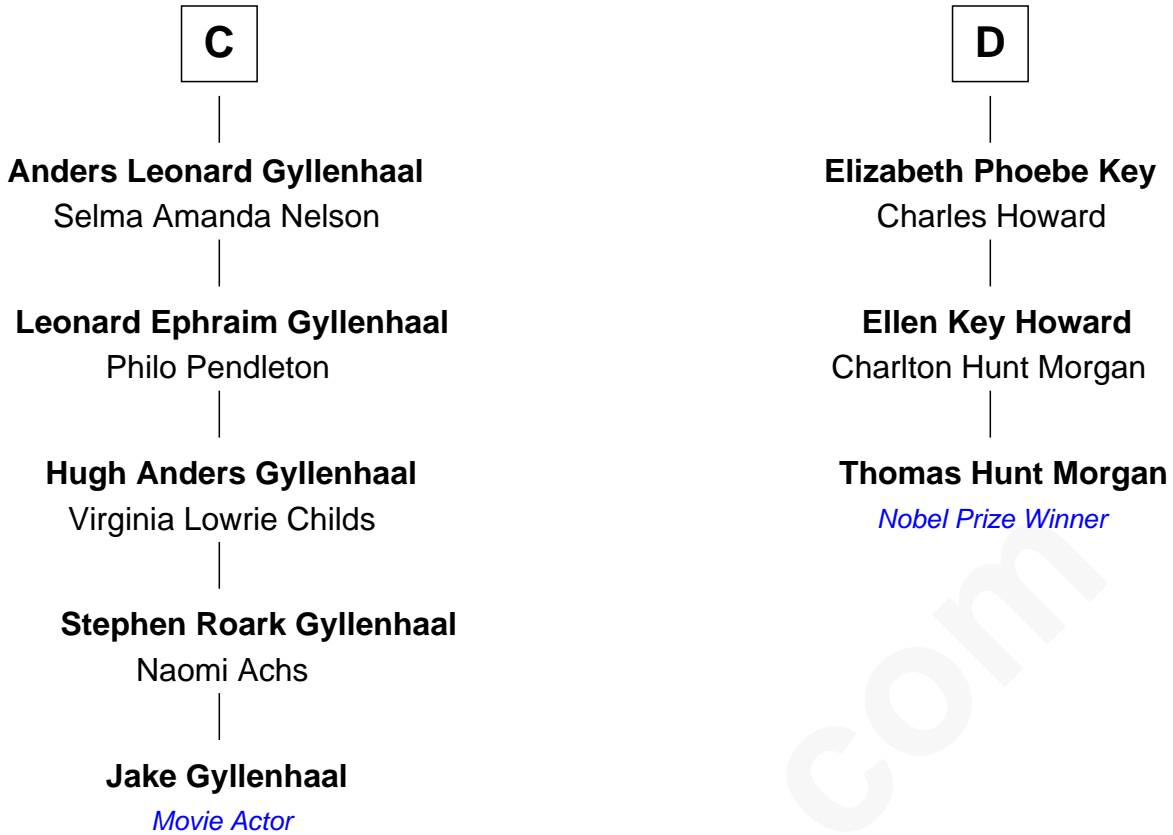 C
Anders Leonard Gyllenhaal
Selma Amanda Nelson
Leonard Ephraim Gyllenhaal
Philo Pendleton
Hugh Anders Gyllenhaal
Virginia Lowrie Childs
Stephen Roark Gyllenhaal
Naomi Achs
Jake Gyllenhaal
Movie Actor
D
Elizabeth Phoebe Key
Charles Howard
Ellen Key Howard
Charlton Hunt Morgan
Thomas Hunt Morgan
Nobel Prize Winner
com